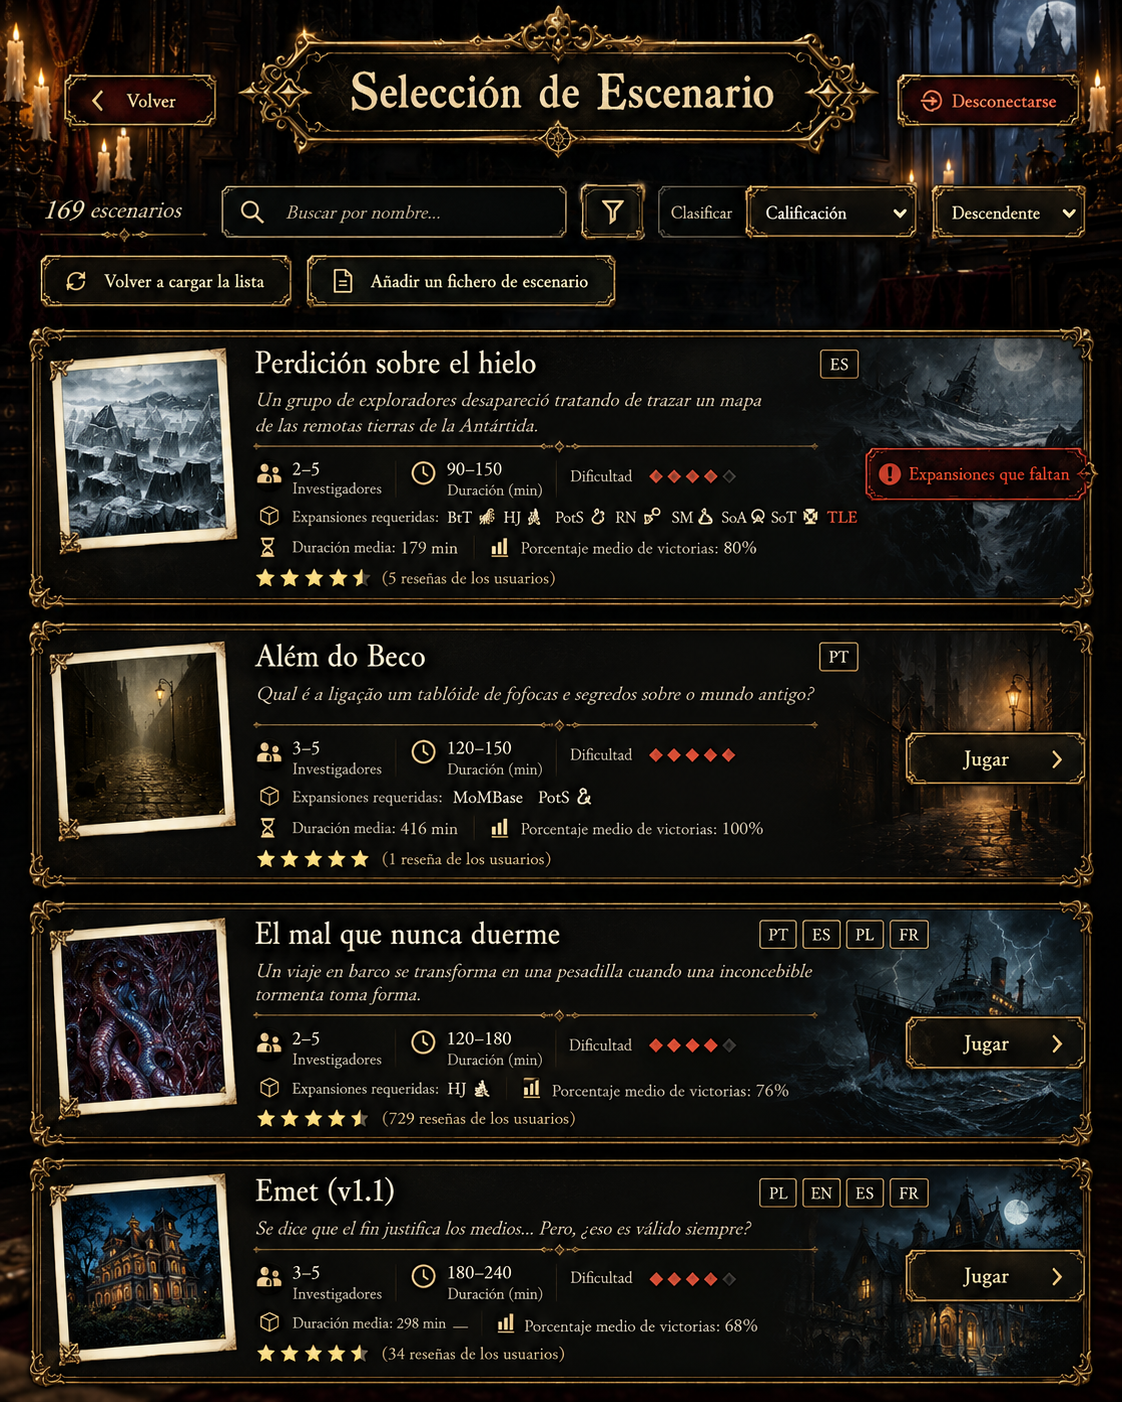 Selección de Escenario
Volver
Desconectarse
169 escenarios
Buscar por nombre...
Clasificar
Calificación
Descendente
Volver a cargar la lista
Añadir un fichero de escenario
Perdición sobre el hielo
ES
Un grupo de exploradores desapareció tratando de trazar un mapa
de las remotas tierras de la Antártida.
2–5
Investigadores
90–150
Duración (min)
Dificultad
Expansiones que faltan
Expansiones requeridas: BtT HJ PotS RN SM SoA SoT TLE
Duración media: 179 min
Porcentaje medio de victorias: 80%
(5 reseñas de los usuarios)
Além do Beco
PT
Qual é a ligação um tablóide de fofocas e segredos sobre o mundo antigo?
3–5
Investigadores
120–150
Duración (min)
Dificultad
Jugar
Expansiones requeridas: MoMBase PotS
Duración media: 416 min
Porcentaje medio de victorias: 100%
(1 reseña de los usuarios)
El mal que nunca duerme
PT ES PL FR
Un viaje en barco se transforma en una pesadilla cuando una inconcebible
tormenta toma forma.
2–5
Investigadores
120–180
Duración (min)
Dificultad
Jugar
Expansiones requeridas: HJ
Porcentaje medio de victorias: 76%
(729 reseñas de los usuarios)
Emet (v1.1)
PL EN ES FR
Se dice que el fin justifica los medios... Pero, ¿eso es válido siempre?
3–5
Investigadores
180–240
Duración (min)
Dificultad
Jugar
Duración media: 298 min —
Porcentaje medio de victorias: 68%
(34 reseñas de los usuarios)